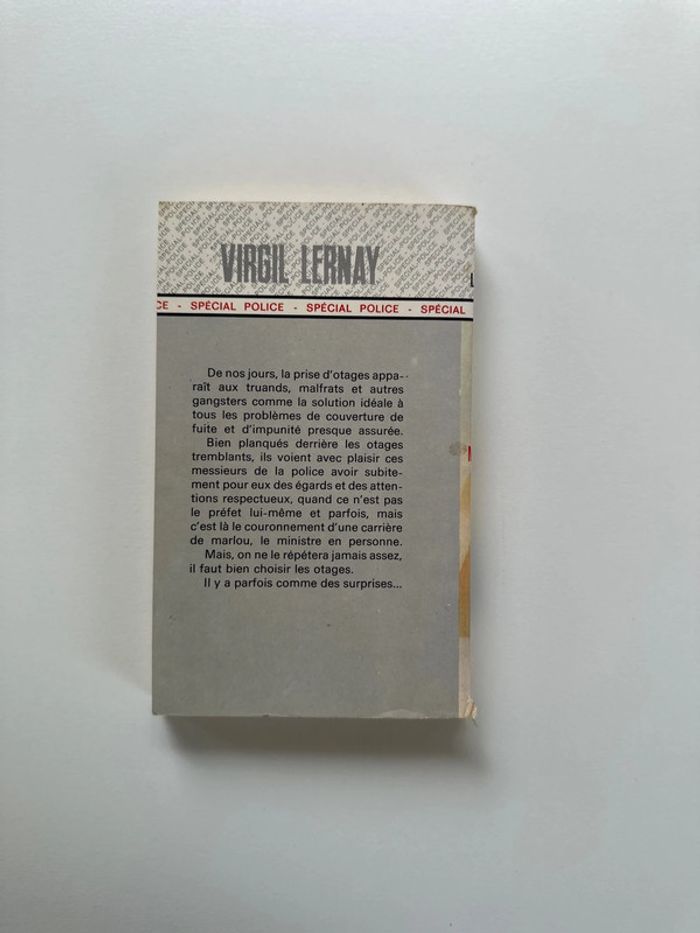 VIRGIL LERNAY
CE - SPÉCIAL POLICE - SPÉCIAL POLICE - SPÉCIAL
De nos jours, la prise d'otages appa-
raît aux truands, malfrats et autres
gangsters comme la solution idéale à
tous les problèmes de couverture de
fuite et d'impunité presque assurée.
Bien planqués derrière les otages
tremblants, ils voient avec plaisir ces
messieurs de la police avoir subite-
ment pour eux des égards et des atten-
tions respectueux, quand ce n'est pas
le préfet lui-même et parfois, mais
c'est là le couronnement d'une carrière
de marlou, le ministre en personne.
Mais, on ne le répétera jamais assez,
il faut bien choisir les otages.
Il y a parfois comme des surprises...